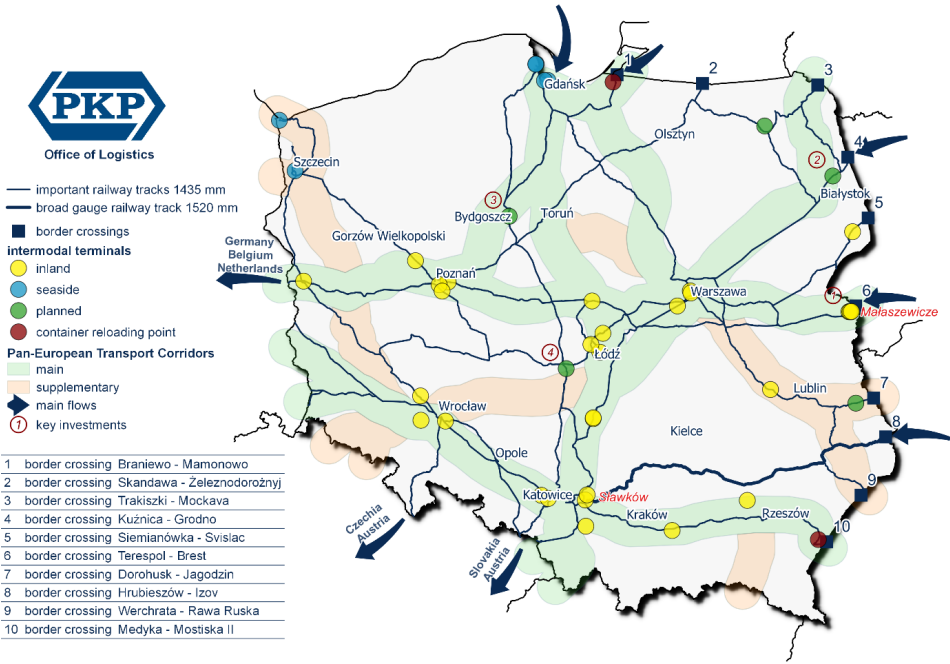 PKP
Office of Logistics
important railway tracks 1435 mm
broad gauge railway track 1520 mm
border crossings
intermodal terminals
inland
seaside
planned
container reloading point
Pan-European Transport Corridors
main
supplementary
main flows
1 key investments
1 border crossing Braniewo - Mamonowo
2 border crossing Skandawa - Żeleznodorożnyj
3 border crossing Trakiszki - Mockava
4 border crossing Kuźnica - Grodno
5 border crossing Siemianówka - Svislac
6 border crossing Terespol - Brest
7 border crossing Dorohusk - Jagodzin
8 border crossing Hrubieszów - Izov
9 border crossing Werchrata - Rawa Ruska
10 border crossing Medyka - Mostiska II
1
2
3
Gdańsk
Olsztyn
4
2
Szczecin
Białystok
3
Bydgoszcz
Toruń
5
Gorzów Wielkopolski
Germany
Belgium
Netherlands
Poznań
Warszawa
1
6
Małaszewicze
4
Łódź
Lublin
7
Wrocław
8
Kielce
Opole
9
Katowice
Sławków
Kraków
Rzeszów
10
Czechia
Austria
Slovakia
Austria